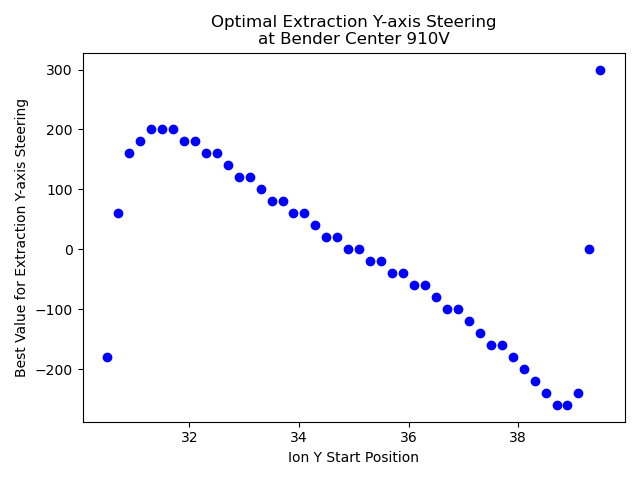 Optimal Extraction Y-axis Steering
at Bender Center 910V
Best Value for Extraction Y-axis Steering
300
200
100
0
−100
−200
32
34
36
38
Ion Y Start Position